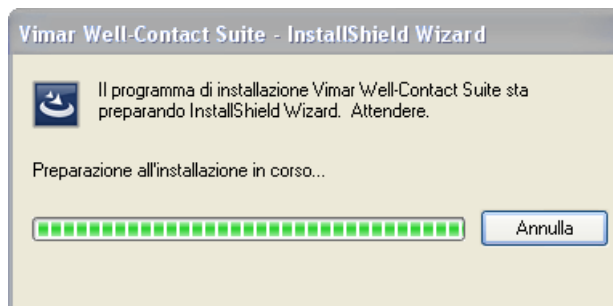 Vimar Well-Contact Suite - InstallShield Wizard
Il programma di installazione Vimar Well-Contact Suite sta
preparando InstallShield Wizard. Attendere.
Preparazione all'installazione in corso...
Annulla